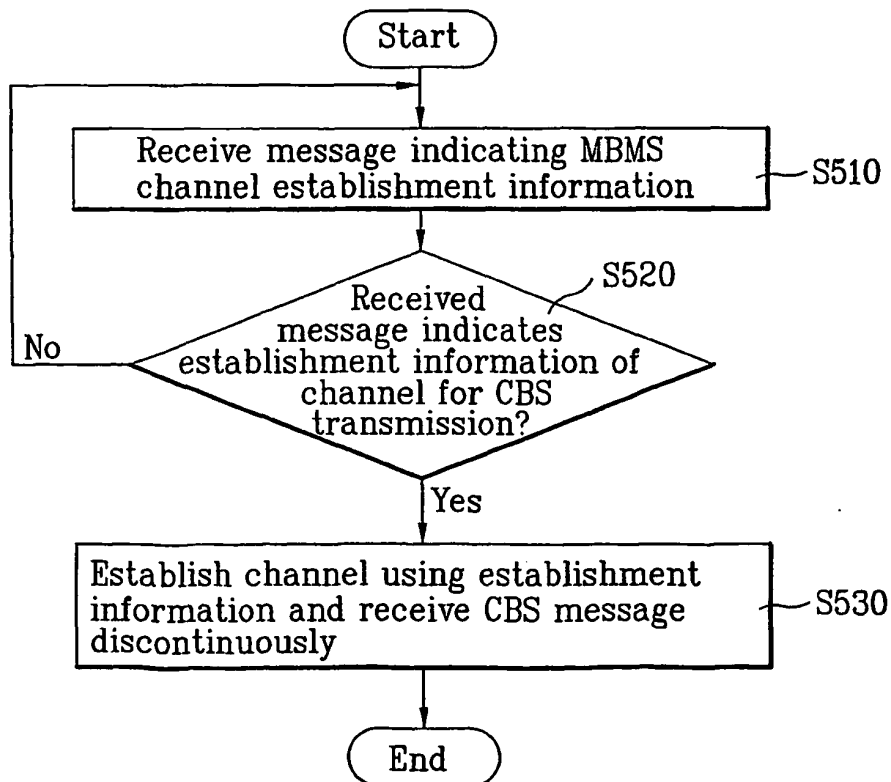 Start
Receive message indicating MBMS
channel establishment information
S510
S520
Received
message indicates
establishment information of
channel for CBS
transmission?
No
Yes
Establish channel using establishment
information and receive CBS message
discontinuously
S530
End